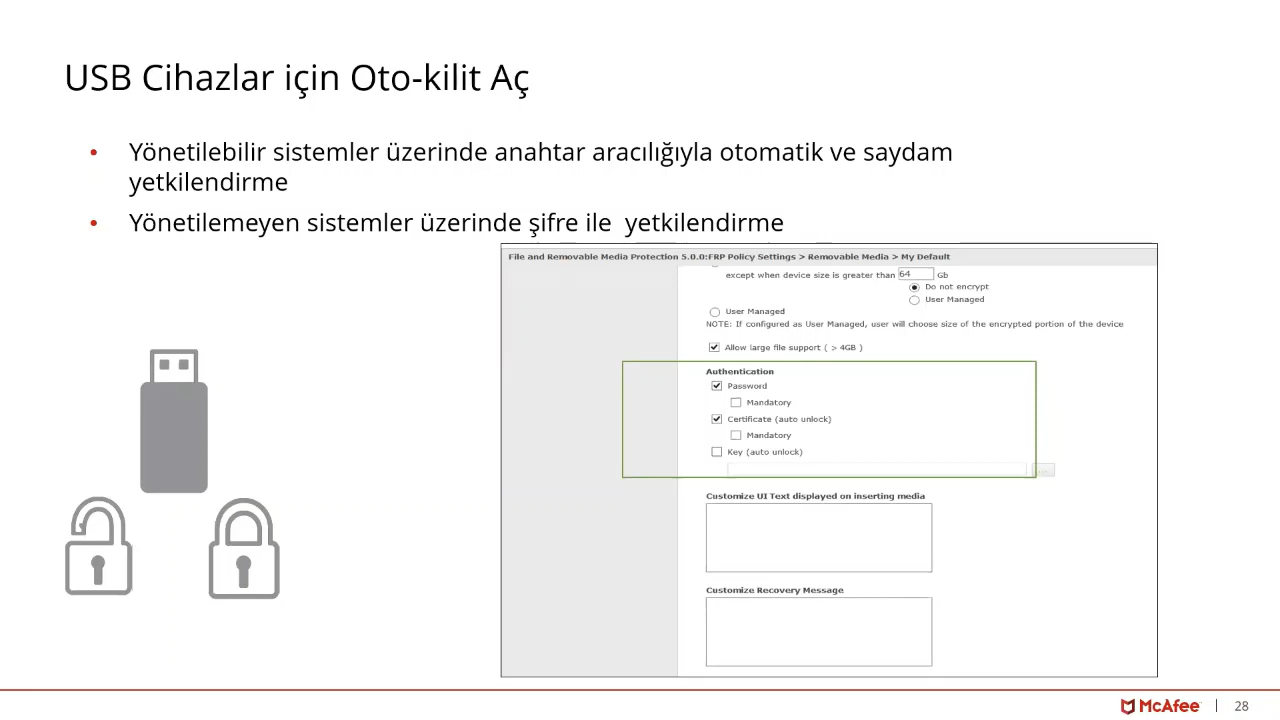 USB Cihazlar için Oto-kilit Aç
• Yönetilebilir sistemler üzerinde anahtar aracılığıyla otomatik ve saydam
yetkilendirme
• Yönetilemeyen sistemler üzerinde şifre ile  yetkilendirme
File and Removable Media Protection 5.0.0:FRP Policy Settings > Removable Media > My Default
except when device size is greater than 64 Gb
Do not encrypt
User Managed
User Managed
NOTE: If configured as User Managed, user will choose size of the encrypted portion of the device
Allow large file support ( > 4GB )
Authentication
Password
Mandatory
Certificate (auto unlock)
Mandatory
Key (auto unlock)
...
Customize UI Text displayed on inserting media
Customize Recovery Message
McAfee | 28